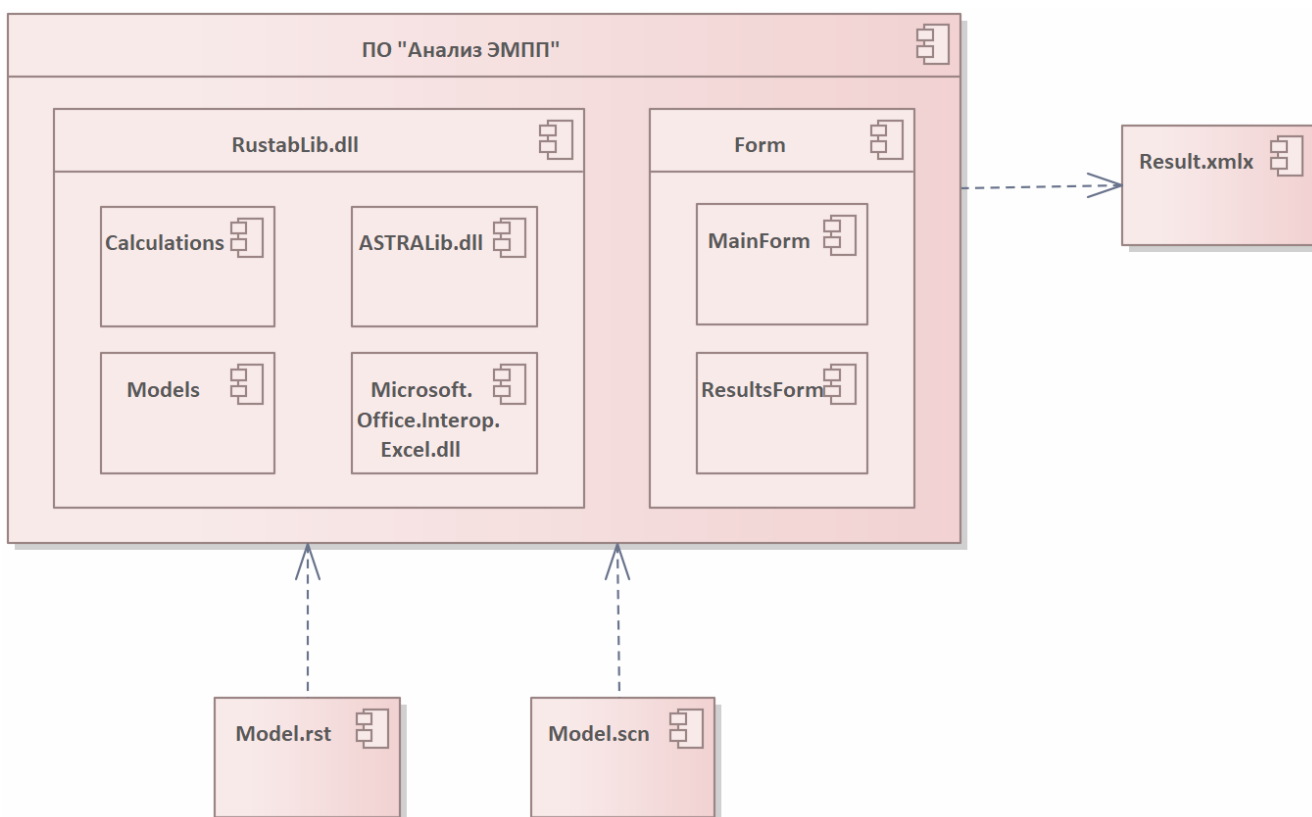 ПО "Анализ ЭМПП"
RustabLib.dll
Form
Result.xmlx
Calculations
ASTRALib.dll
MainForm
Models
Microsoft.
Office.Interop.
Excel.dll
ResultsForm
Model.rst
Model.scn